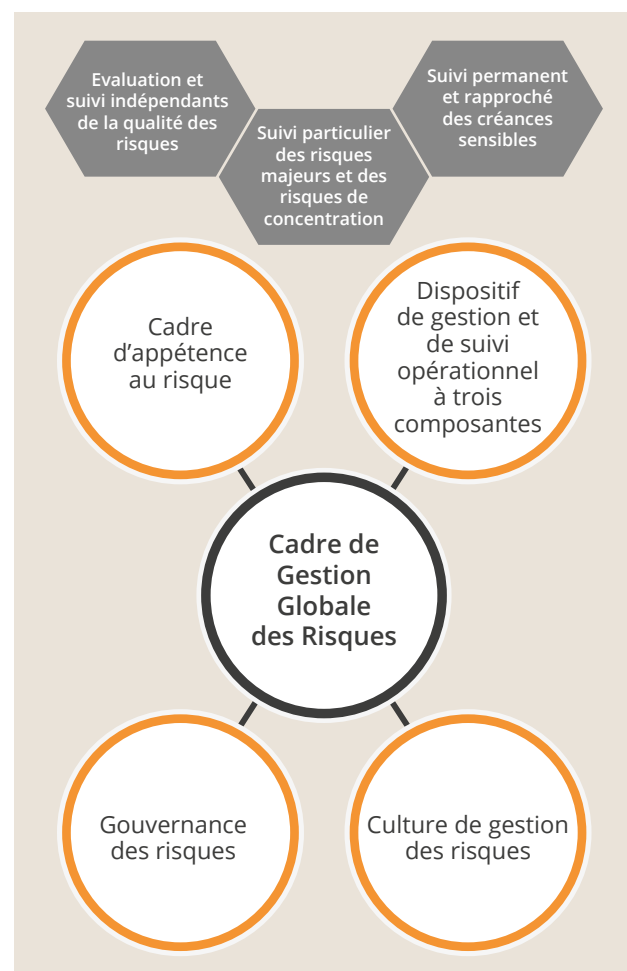 Evaluation et
suivi indépendants
de la qualité des
risques
Suivi particulier
des risques
majeurs et des
risques de
concentration
Suivi permanent
et rapproché
des créances
sensibles
Cadre
d’appétence
au risque
Dispositif
de gestion et
de suivi
opérationnel
à trois
composantes
Cadre de
Gestion
Globale
des Risques
Gouvernance
des risques
Culture de gestion
des risques